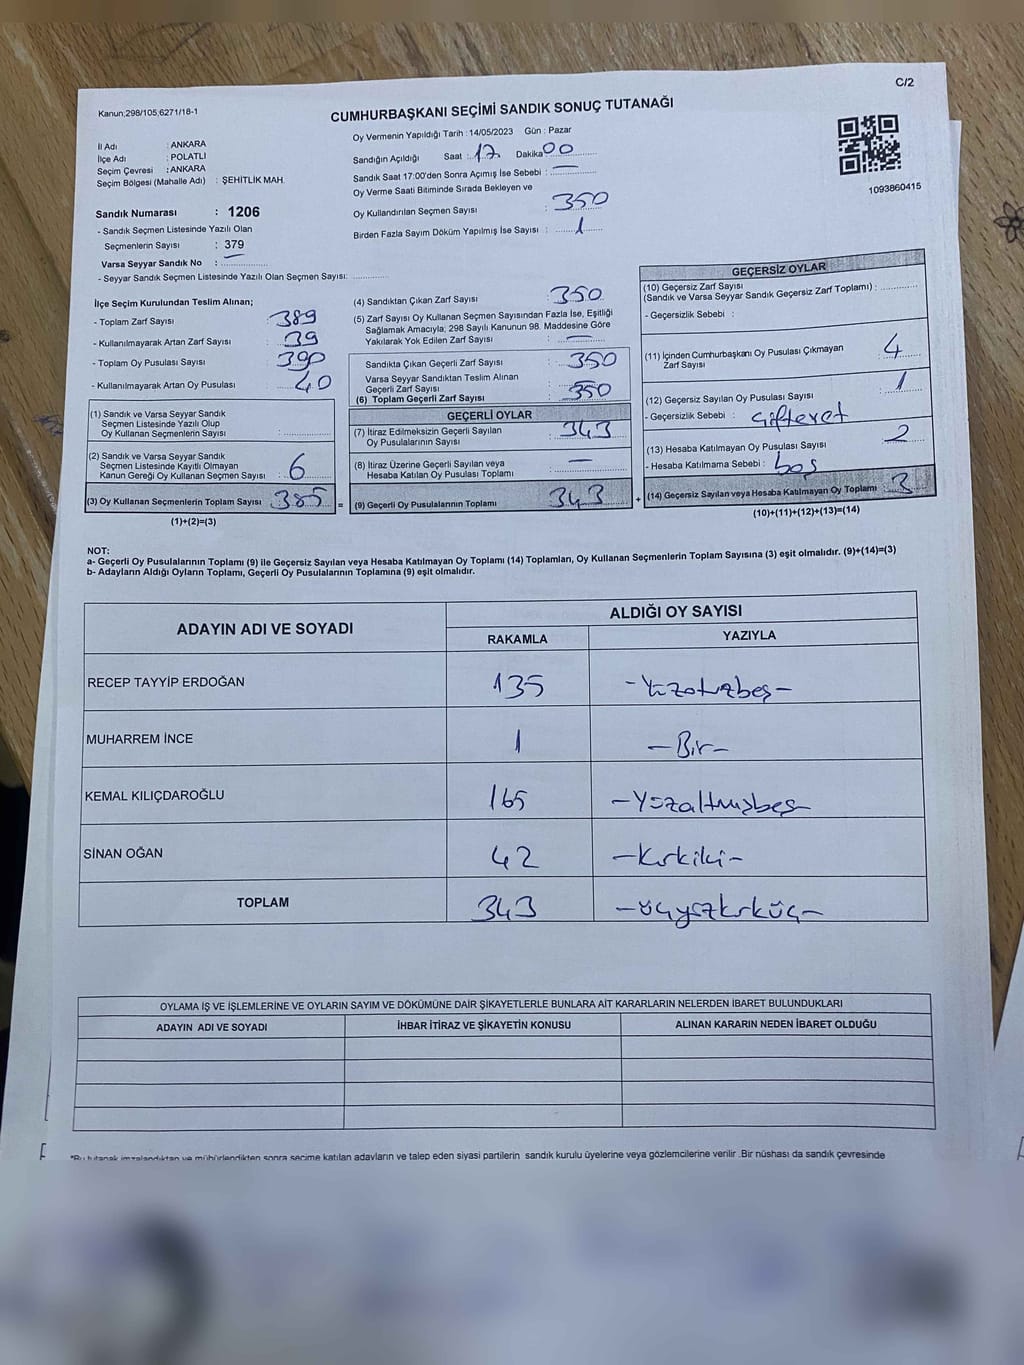 C/2
Kanun;298/105;6271/18-1
CUMHURBAŞKANI SEÇİMİ SANDIK SONUÇ TUTANAĞI
İl Adı : ANKARA
İlçe Adı : POLATLI
Seçim Çevresi : ANKARA
Seçim Bölgesi (Mahalle Adı) : ŞEHİTLİK MAH.
Sandık Numarası : 1206
- Sandık Seçmen Listesinde Yazılı Olan
Seçmenlerin Sayısı : 379
Varsa Seyyar Sandık No :
- Seyyar Sandık Seçmen Listesinde Yazılı Olan Seçmen Sayısı:
Oy Vermenin Yapıldığı Tarih : 14/05/2023 Gün : Pazar
Sandığın Açıldığı Saat : 17 Dakika 00
Sandık Saat 17:00'den Sonra Açımış İse Sebebi : —
Oy Verme Saati Bitiminde Sırada Bekleyen ve
Oy Kullandırılan Seçmen Sayısı : 350
Birden Fazla Sayım Döküm Yapılmış İse Sayısı : 1
1093860415
İlçe Seçim Kurulundan Teslim Alınan;
- Toplam Zarf Sayısı : 389
- Kullanılmayarak Artan Zarf Sayısı : 39
- Toplam Oy Pusulası Sayısı : 390
- Kullanılmayarak Artan Oy Pusulası : 40
(1) Sandık ve Varsa Seyyar Sandık
Seçmen Listesinde Yazılı Olup
Oy Kullanan Seçmenlerin Sayısı :
(2) Sandık ve Varsa Seyyar Sandık
Seçmen Listesinde Kayıtlı Olmayan
Kanun Gereği Oy Kullanan Seçmen Sayısı : 6
(3) Oy Kullanan Seçmenlerin Toplam Sayısı 385
(1)+(2)=(3)
(4) Sandıktan Çıkan Zarf Sayısı : 350
(5) Zarf Sayısı Oy Kullanan Seçmen Sayısından Fazla İse, Eşitliği
Sağlamak Amacıyla; 298 Sayılı Kanunun 98. Maddesine Göre
Yakılarak Yok Edilen Zarf Sayısı : —
Sandıkta Çıkan Geçerli Zarf Sayısı : 350
Varsa Seyyar Sandıktan Teslim Alınan
Geçerli Zarf Sayısı :
(6) Toplam Geçerli Zarf Sayısı : 350
GEÇERLİ OYLAR
(7) İtiraz Edilmeksizin Geçerli Sayılan
Oy Pusulalarının Sayısı : 343
(8) İtiraz Üzerine Geçerli Sayılan veya
Hesaba Katılan Oy Pusulası Toplamı : —
= (9) Geçerli Oy Pusulalarının Toplamı 343
GEÇERSİZ OYLAR
(10) Geçersiz Zarf Sayısı
(Sandık ve Varsa Seyyar Sandık Geçersiz Zarf Toplamı) :
- Geçersizlik Sebebi :
(11) İçinden Cumhurbaşkanı Oy Pusulası Çıkmayan
Zarf Sayısı : 4
(12) Geçersiz Sayılan Oy Pusulası Sayısı : 1
- Geçersizlik Sebebi : çiftevet
(13) Hesaba Katılmayan Oy Pusulası Sayısı 2
- Hesaba Katılmama Sebebi : boş
+ (14) Geçersiz Sayılan veya Hesaba Katılmayan Oy Toplamı 3
(10)+(11)+(12)+(13)=(14)
NOT:
a- Geçerli Oy Pusulalarının Toplamı (9) ile Geçersiz Sayılan veya Hesaba Katılmayan Oy Toplamı (14) Toplamları, Oy Kullanan Seçmenlerin Toplam Sayısına (3) eşit olmalıdır. (9)+(14)=(3)
b- Adayların Aldığı Oyların Toplamı, Geçerli Oy Pusulalarının Toplamına (9) eşit olmalıdır.
ADAYIN ADI VE SOYADI
ALDIĞI OY SAYISI
RAKAMLA YAZIYLA
RECEP TAYYİP ERDOĞAN 135 - Yüzotuzbeş -
MUHARREM İNCE 1 - Bir -
KEMAL KILIÇDAROĞLU 165 - Yüzaltmışbeş -
SİNAN OĞAN 42 - Kırkiki -
TOPLAM 343 - üçyüzkırküç -
OYLAMA İŞ VE İŞLEMLERİNE VE OYLARIN SAYIM VE DÖKÜMÜNE DAİR ŞİKAYETLERLE BUNLARA AİT KARARLARIN NELERDEN İBARET BULUNDUKLARI
ADAYIN ADI VE SOYADI İHBAR İTİRAZ VE ŞİKAYETİN KONUSU ALINAN KARARIN NEDEN İBARET OLDUĞU
*Bu tutanak imzalandıktan ve mühürlendikten sonra seçime katılan adayların ve talep eden siyasi partilerin sandık kurulu üyelerine veya gözlemcilerine verilir .Bir nüshası da sandık çevresinde